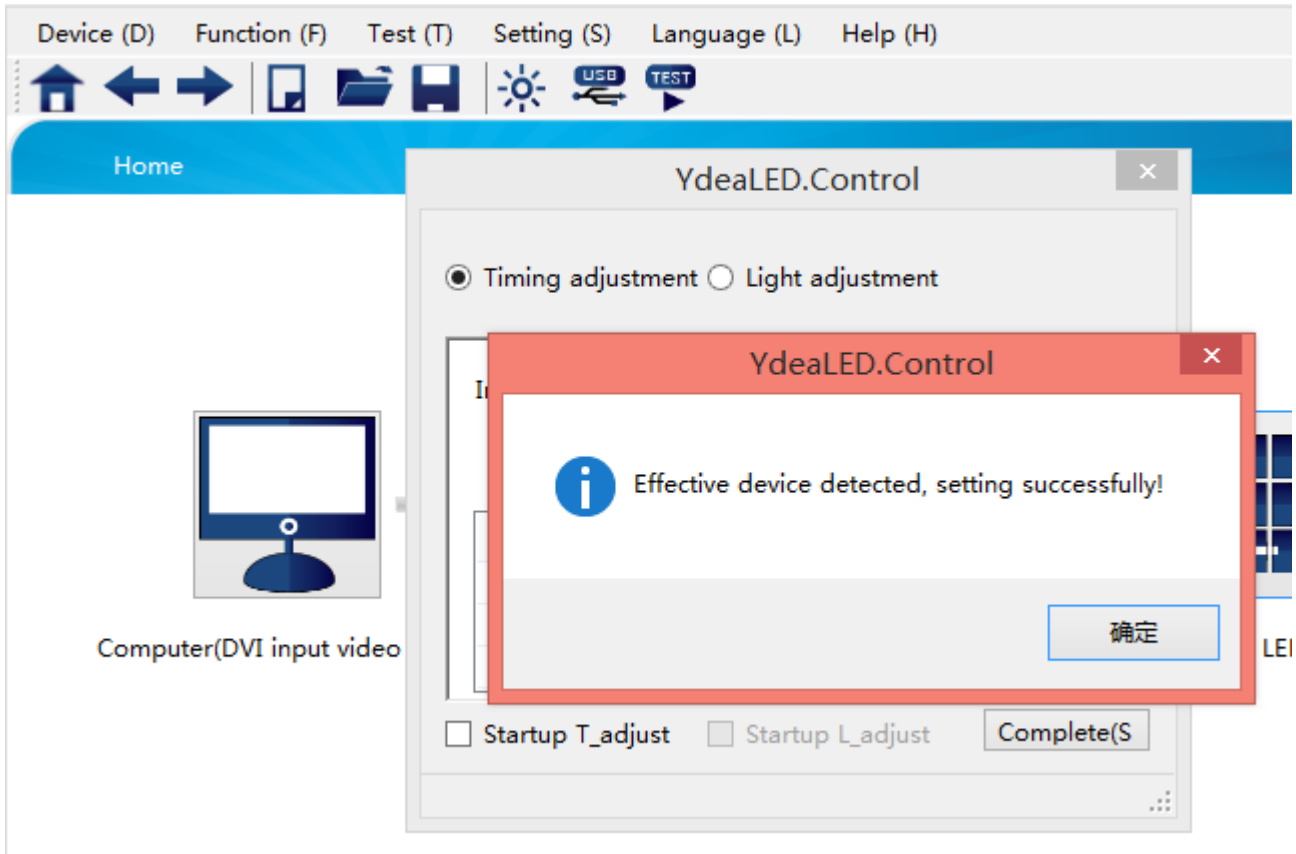 Device (D) Function (F) Test (T) Setting (S) Language (L) Help (H)
USB TEST
Home
YdeaLED.Control
Timing adjustment Light adjustment
YdeaLED.Control
Effective device detected, setting successfully!
确定
Computer(DVI input video
Startup T_adjust Startup L_adjust Complete(S